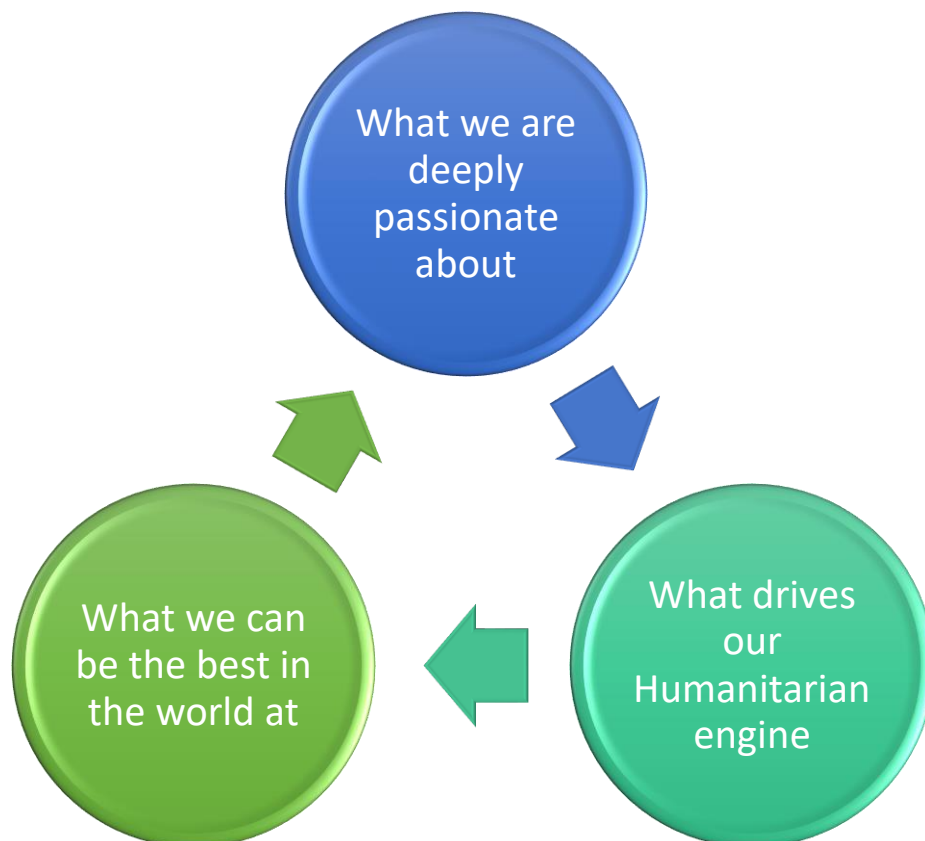 What we are
deeply
passionate
about
What drives
our
Humanitarian
engine
What we can
be the best in
the world at